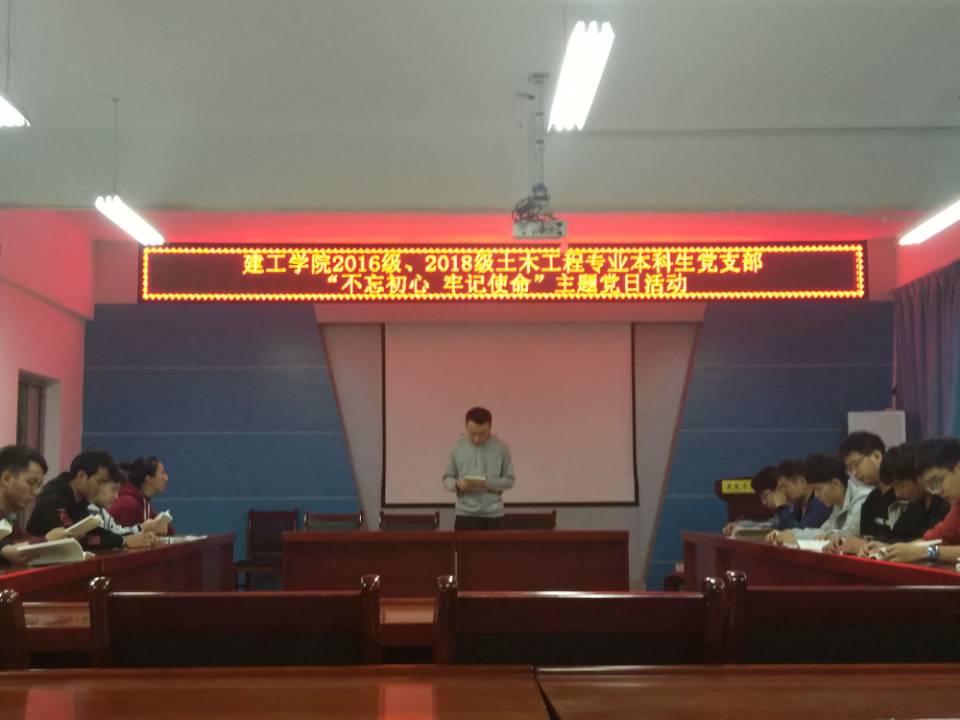 建工学院2016级、2018级土木工程专业本科生党支部
“不忘初心 牢记使命”主题党日活动